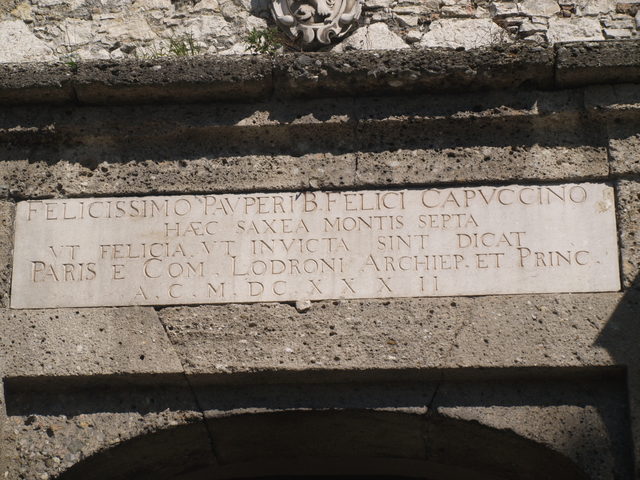 FELICISSIMO PAVPERI B. FELICI CAPVCCINO
HÆC SAXEA MONTIS SEPTA
VT FELICIA VT INVICTA SINT DICAT
PARIS E COM. LODRONI ARCHIEP. ET PRINC.
A. C. M DC. XXX II